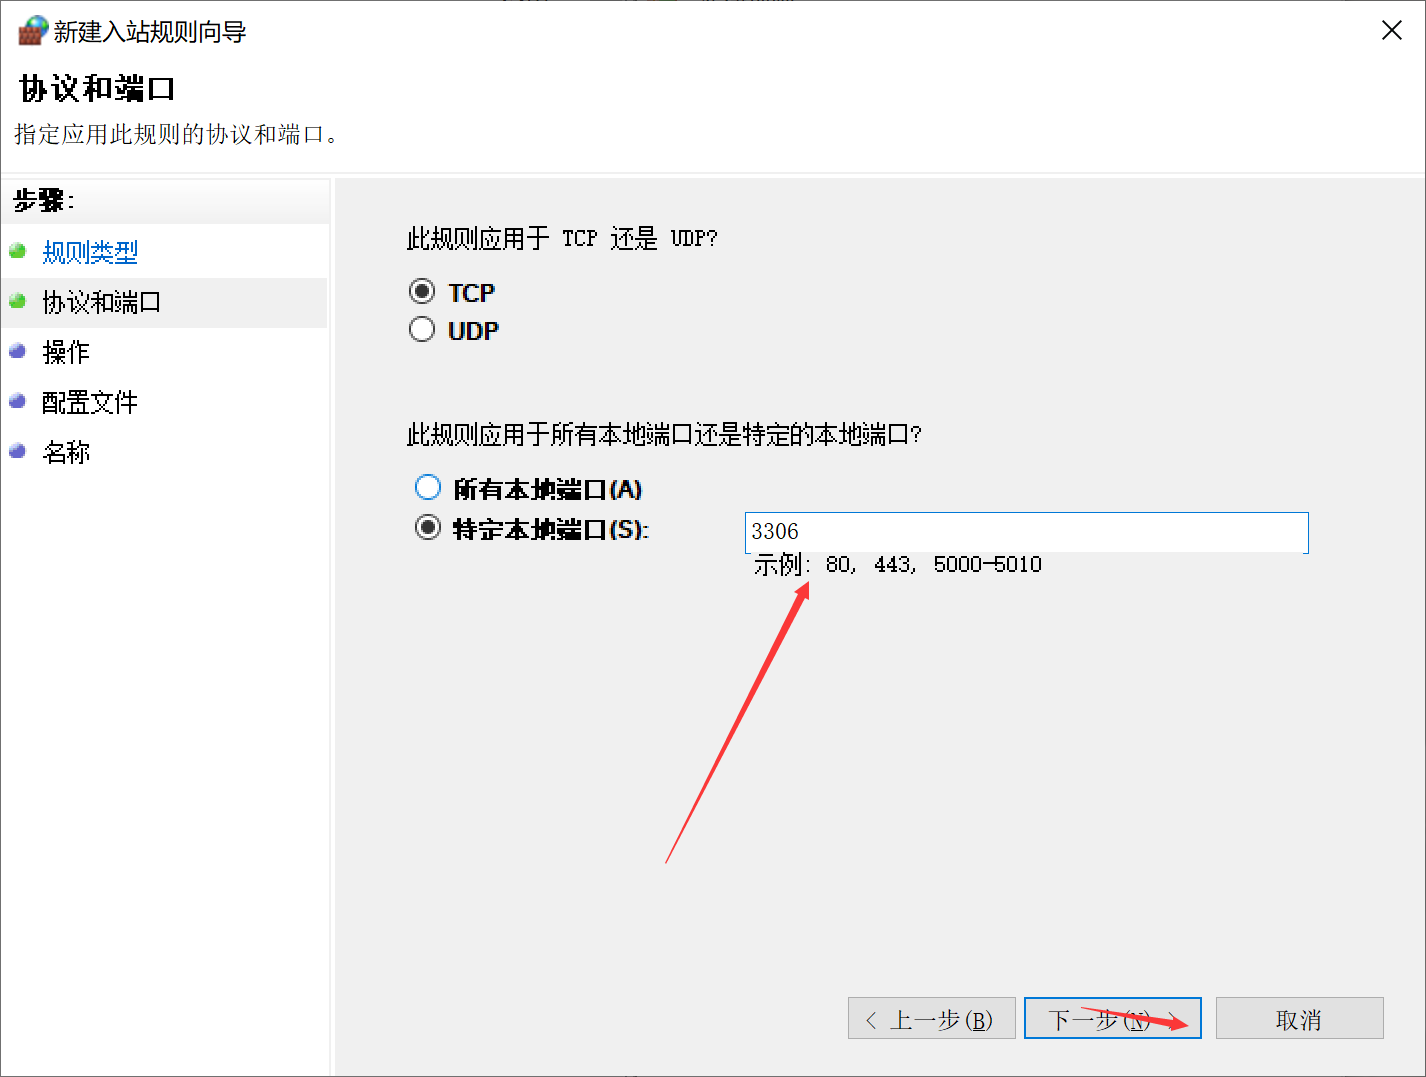 新建入站规则向导
协议和端口
指定应用此规则的协议和端口。
步骤:
规则类型
协议和端口
操作
配置文件
名称
此规则应用于 TCP 还是 UDP?
TCP
UDP
此规则应用于所有本地端口还是特定的本地端口?
所有本地端口(A)
特定本地端口(S):
3306
示例: 80, 443, 5000-5010
< 上一步(B)
下一步(N) >
取消